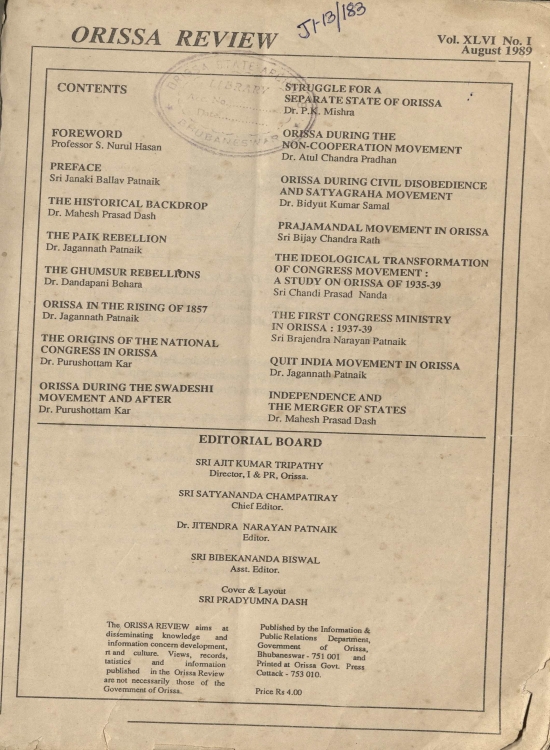 J1-13/183
ORISSA REVIEW
Vol. XLVI No. I
August 1989
ORISSA STATE
LIBRARY
BHUBANESWAR
CONTENTS
FOREWORD
Professor S. Nurul Hasan
PREFACE
Sri Janaki Ballav Patnaik
THE HISTORICAL BACKDROP
Dr. Mahesh Prasad Dash
THE PAIK REBELLION
Dr. Jagannath Patnaik
THE GHUMSUR REBELLIONS
Dr. Dandapani Behara
ORISSA IN THE RISING OF 1857
Dr. Jagannath Patnaik
THE ORIGINS OF THE NATIONAL
CONGRESS IN ORISSA
Dr. Purushottam Kar
ORISSA DURING THE SWADESHI
MOVEMENT AND AFTER
Dr. Purushottam Kar
STRUGGLE FOR A
SEPARATE STATE OF ORISSA
Dr. P.K. Mishra
ORISSA DURING THE
NON-COOPERATION MOVEMENT
Dr. Atul Chandra Pradhan
ORISSA DURING CIVIL DISOBEDIENCE
AND SATYAGRAHA MOVEMENT
Dr. Bidyut Kumar Samal
PRAJAMANDAL MOVEMENT IN ORISSA
Sri Bijay Chandra Rath
THE IDEOLOGICAL TRANSFORMATION
OF CONGRESS MOVEMENT :
A STUDY ON ORISSA OF 1935-39
Sri Chandi Prasad Nanda
THE FIRST CONGRESS MINISTRY
IN ORISSA : 1937-39
Sri Brajendra Narayan Patnaik
QUIT INDIA MOVEMENT IN ORISSA
Dr. Jagannath Patnaik
INDEPENDENCE AND
THE MERGER OF STATES
Dr. Mahesh Prasad Dash
EDITORIAL BOARD
SRI AJIT KUMAR TRIPATHY
Director, I & PR, Orissa.
SRI SATYANANDA CHAMPATIRAY
Chief Editor.
Dr. JITENDRA NARAYAN PATNAIK
Editor.
SRI BIBEKANANDA BISWAL
Asst. Editor.
Cover & Layout
SRI PRADYUMNA DASH
The ORISSA REVIEW aims at
disseminating knowledge and
information concern development,
rt and culture. Views, records,
tatistics and information
published in the Orissa Review
are not necessarily those of the
Government of Orissa.
Published by the Information &
Public Relations Department,
Government of Orissa,
Bhubaneswar - 751 001 and
Printed at Orissa Govt. Press
Cuttack - 753 010.
Price Rs 4.00